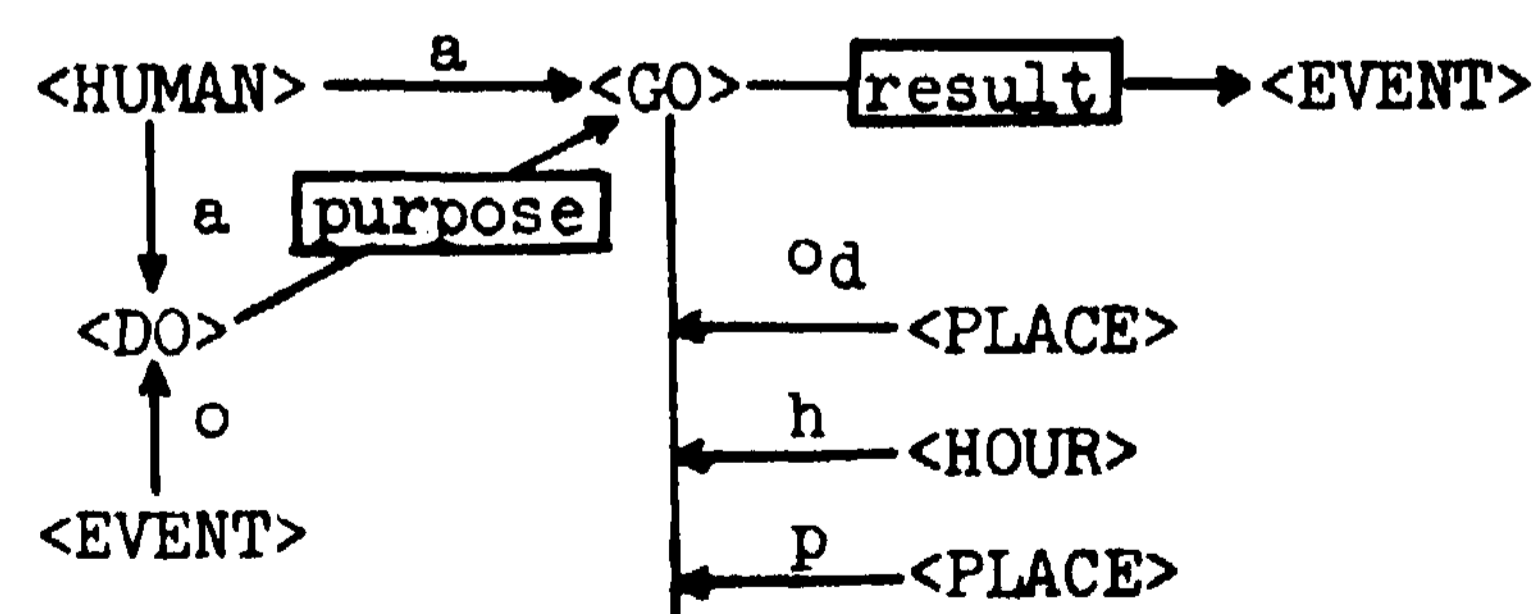 <HUMAN> a <GO> result <EVENT>
a purpose
od <PLACE>
<DO>
o h <HOUR>
<EVENT> p <PLACE>